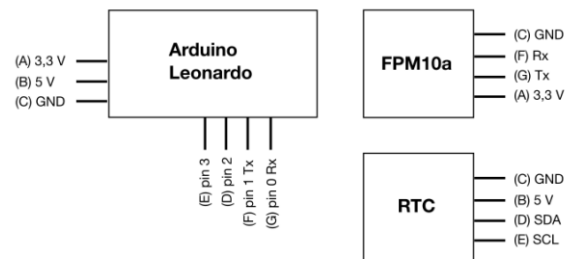 Arduino
Leonardo
(A) 3,3 V
(B) 5 V
(C) GND
(E) pin 3
(D) pin 2
(F) pin 1 Tx
(G) pin 0 Rx
FPM10a
(C) GND
(F) Rx
(G) Tx
(A) 3,3 V
RTC
(C) GND
(B) 5 V
(D) SDA
(E) SCL